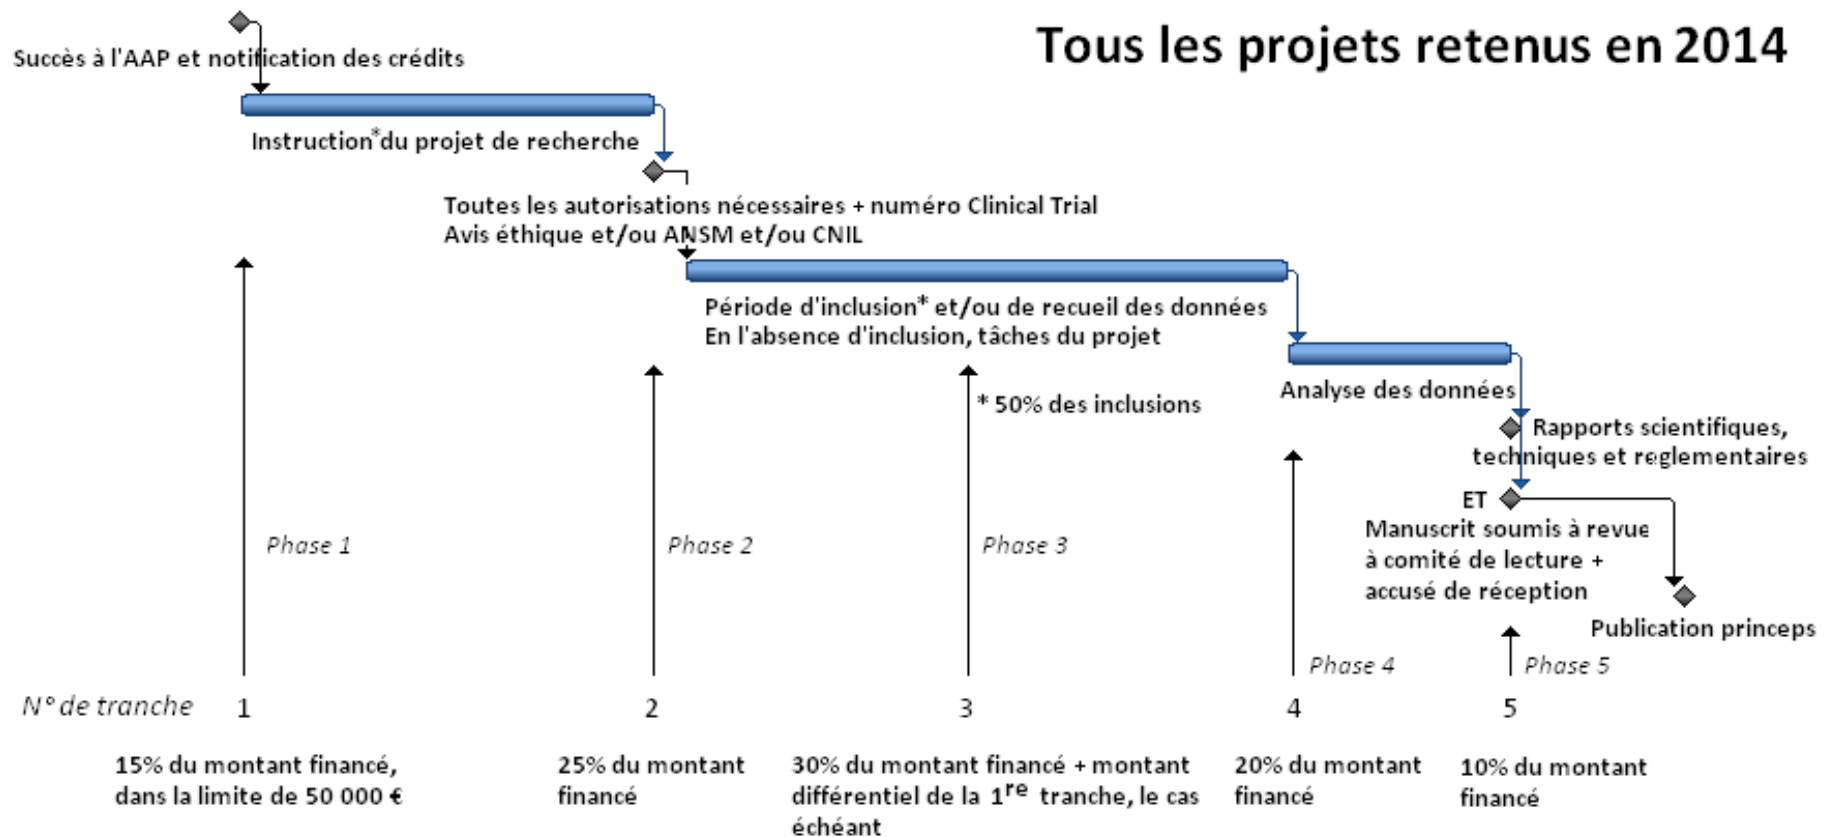 Tous les projets retenus en 2014
Succès à l'AAP et notification des crédits
Instruction*du projet de recherche
Toutes les autorisations nécessaires + numéro Clinical Trial
Avis éthique et/ou ANSM et/ou CNIL
Période d'inclusion* et/ou de recueil des données
En l'absence d'inclusion, tâches du projet
Analyse des données
* 50% des inclusions
Rapports scientifiques,
techniques et reglementaires
ET
Manuscrit soumis à revue
à comité de lecture +
accusé de réception
Publication princeps
Phase 1
Phase 2
Phase 3
Phase 4
Phase 5
N° de tranche 1 2 3 4 5
15% du montant financé,
dans la limite de 50 000 €
25% du montant
financé
30% du montant financé + montant
différentiel de la 1re tranche, le cas
échéant
20% du montant
financé
10% du montant
financé